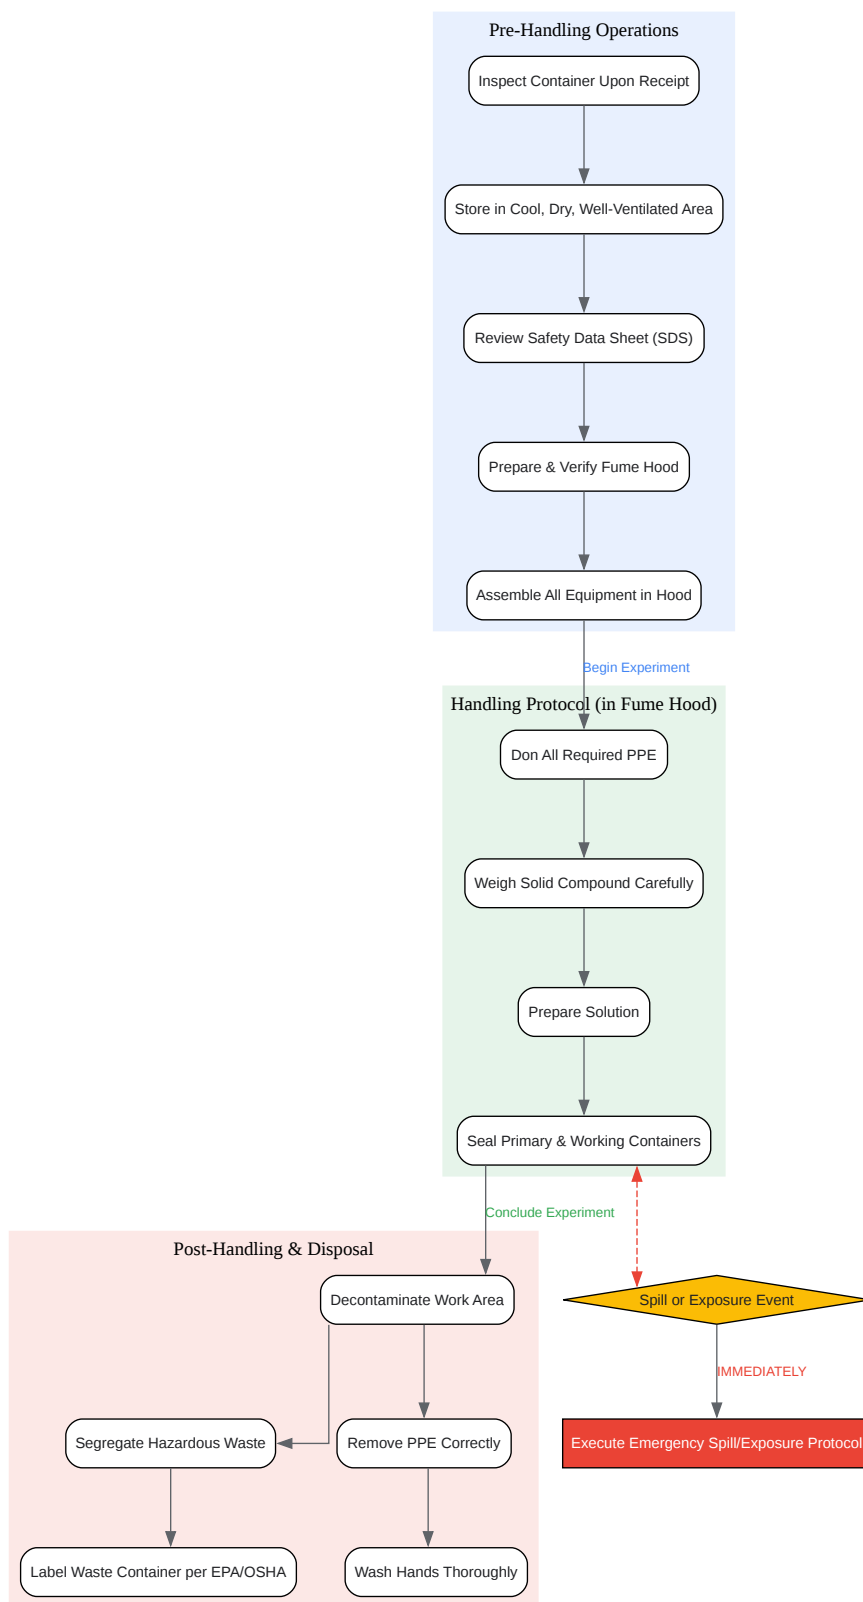 Pre-Handling Operations
Inspect Container Upon Receipt
Store in Cool, Dry, Well-Ventilated Area
Review Safety Data Sheet (SDS)
Prepare & Verify Fume Hood
Assemble All Equipment in Hood
Begin Experiment
Handling Protocol (in Fume Hood)
Don All Required PPE
Weigh Solid Compound Carefully
Prepare Solution
Seal Primary & Working Containers
Conclude Experiment
Post-Handling & Disposal
Decontaminate Work Area
Spill or Exposure Event
IMMEDIATELY
Segregate Hazardous Waste
Remove PPE Correctly
Execute Emergency Spill/Exposure Protocol
Label Waste Container per EPA/OSHA
Wash Hands Thoroughly